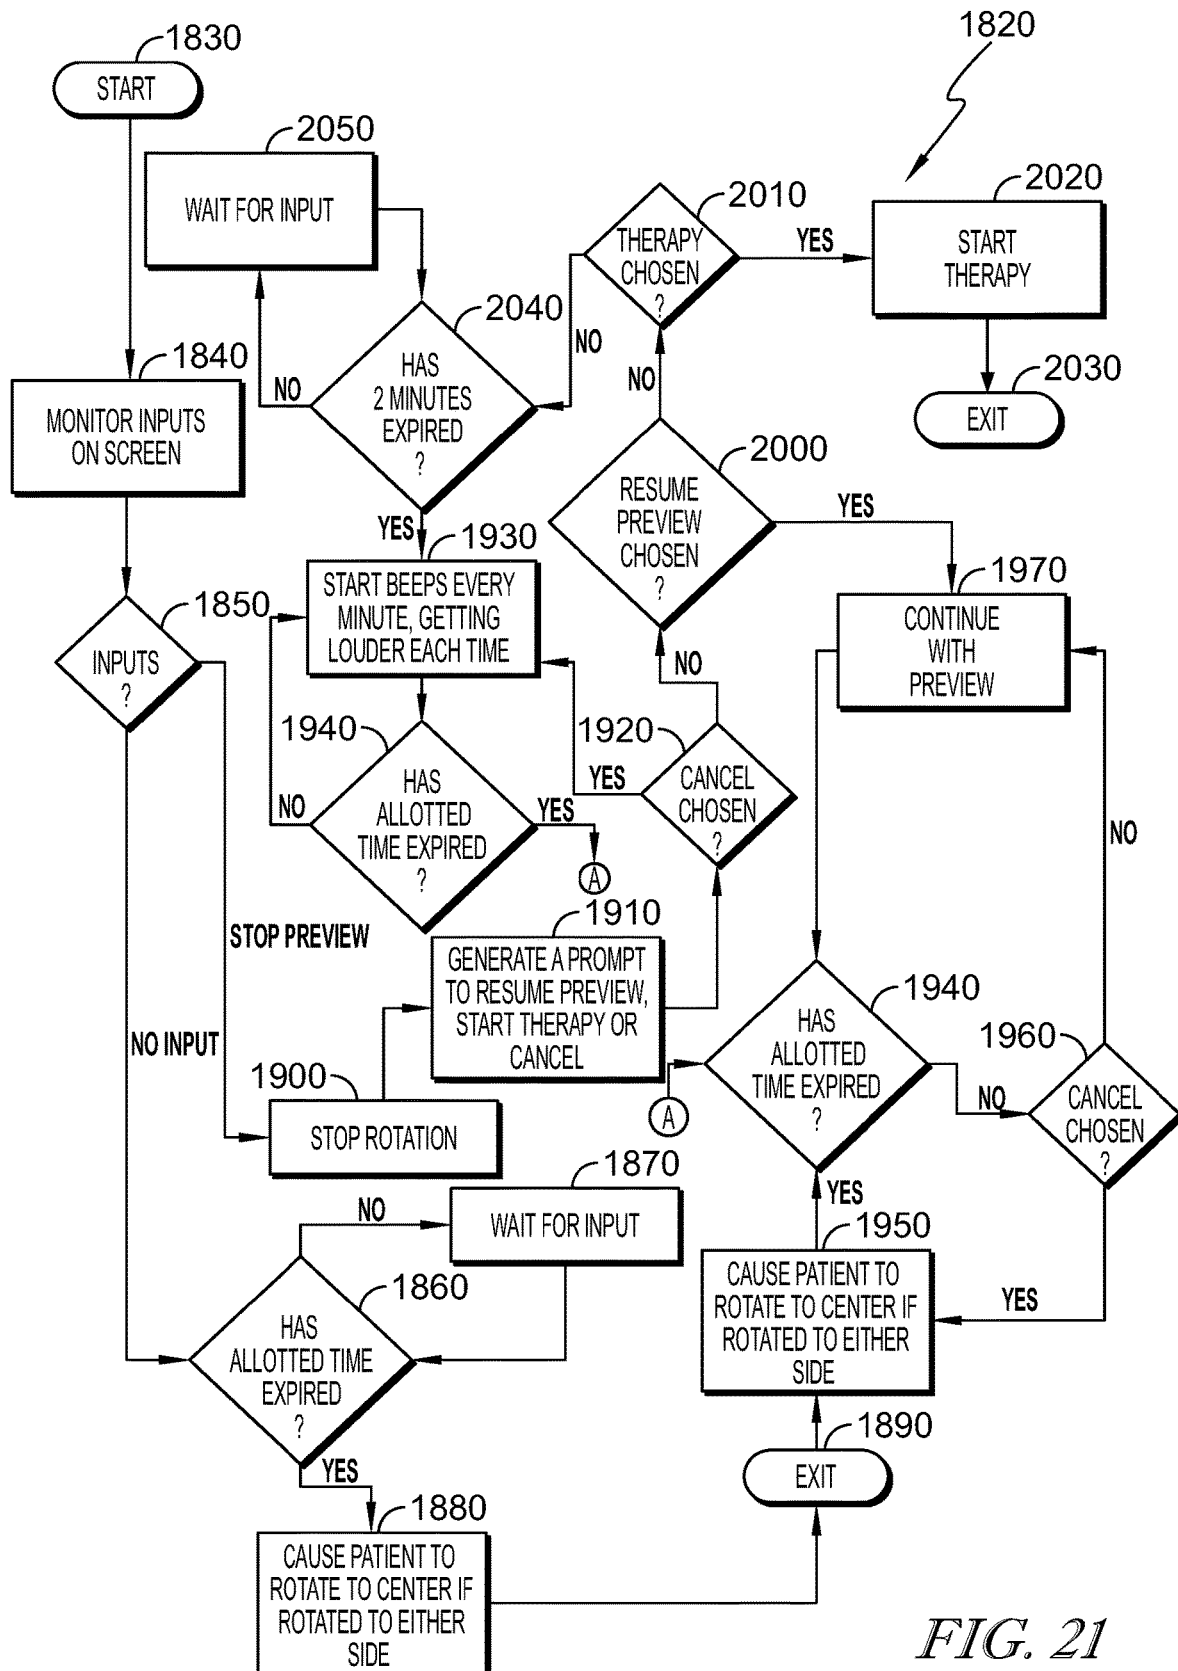 1830
START
1820
2050
WAIT FOR INPUT
2010
THERAPY
CHOSEN
?
YES
2020
START
THERAPY
NO
2040
HAS
2 MINUTES
EXPIRED
?
NO
NO
2030
EXIT
1840
MONITOR INPUTS
ON SCREEN
2000
RESUME
PREVIEW
CHOSEN
?
YES
YES
1930
START BEEPS EVERY
MINUTE, GETTING
LOUDER EACH TIME
1970
CONTINUE
WITH
PREVIEW
1850
INPUTS
?
NO
1940
HAS
ALLOTTED
TIME EXPIRED
?
NO
YES
A
1920
CANCEL
CHOSEN
?
YES
NO
STOP PREVIEW
1910
GENERATE A PROMPT
TO RESUME PREVIEW,
START THERAPY OR
CANCEL
1940
HAS
ALLOTTED
TIME EXPIRED
?
NO
1960
CANCEL
CHOSEN
?
NO INPUT
1900
STOP ROTATION
A
1870
WAIT FOR INPUT
NO
YES
1860
HAS
ALLOTTED TIME
EXPIRED
?
1950
CAUSE PATIENT TO
ROTATE TO CENTER IF
ROTATED TO EITHER
SIDE
YES
1890
EXIT
YES
1880
CAUSE PATIENT TO
ROTATE TO CENTER IF
ROTATED TO EITHER
SIDE
FIG. 21